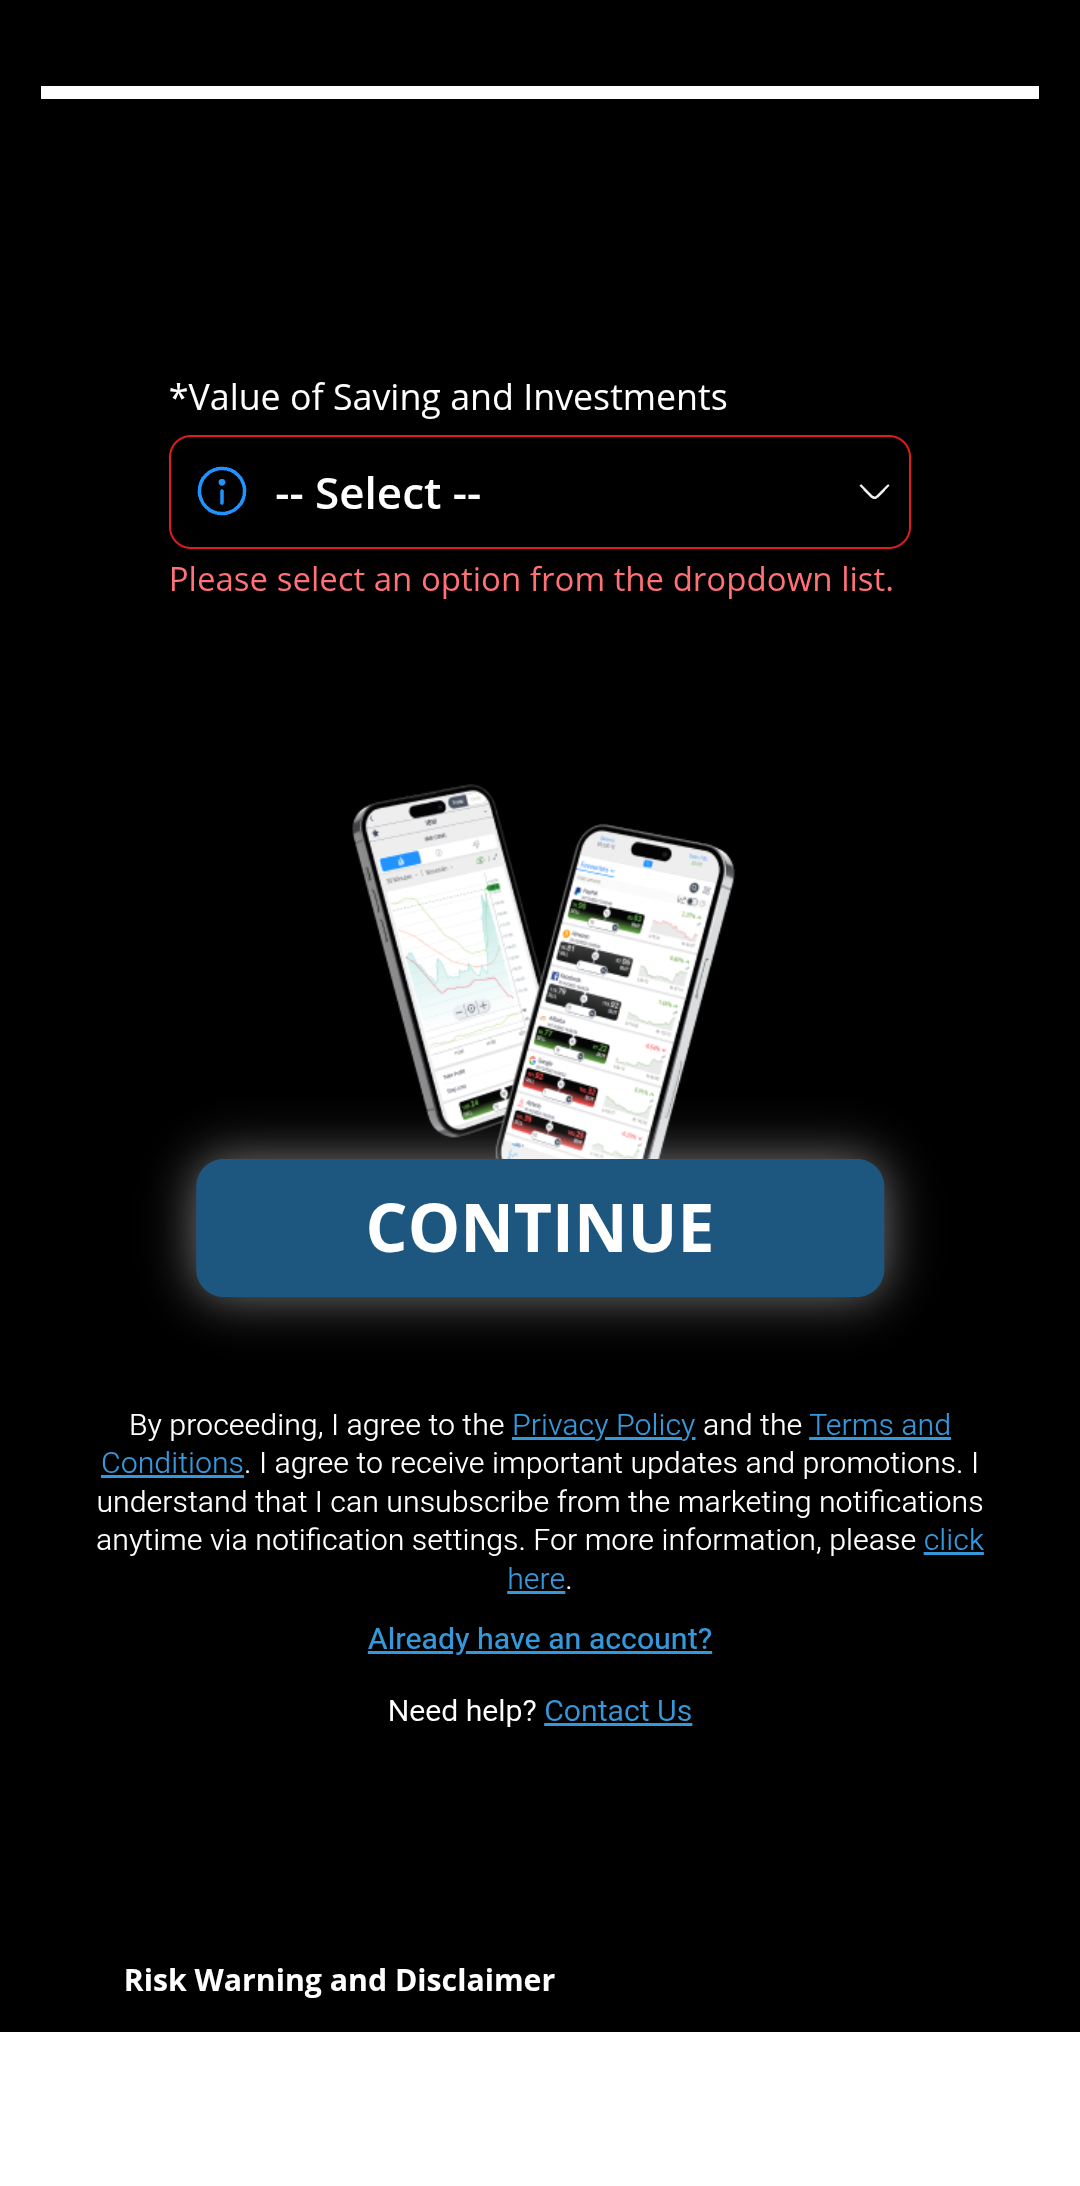 *Value of Saving and Investments
-- Select --
Please select an option from the dropdown list.
CONTINUE
By proceeding, I agree to the Privacy Policy and the Terms and
Conditions. I agree to receive important updates and promotions. I
understand that I can unsubscribe from the marketing notifications
anytime via notification settings. For more information, please click
here.
Already have an account?
Need help? Contact Us
Risk Warning and Disclaimer